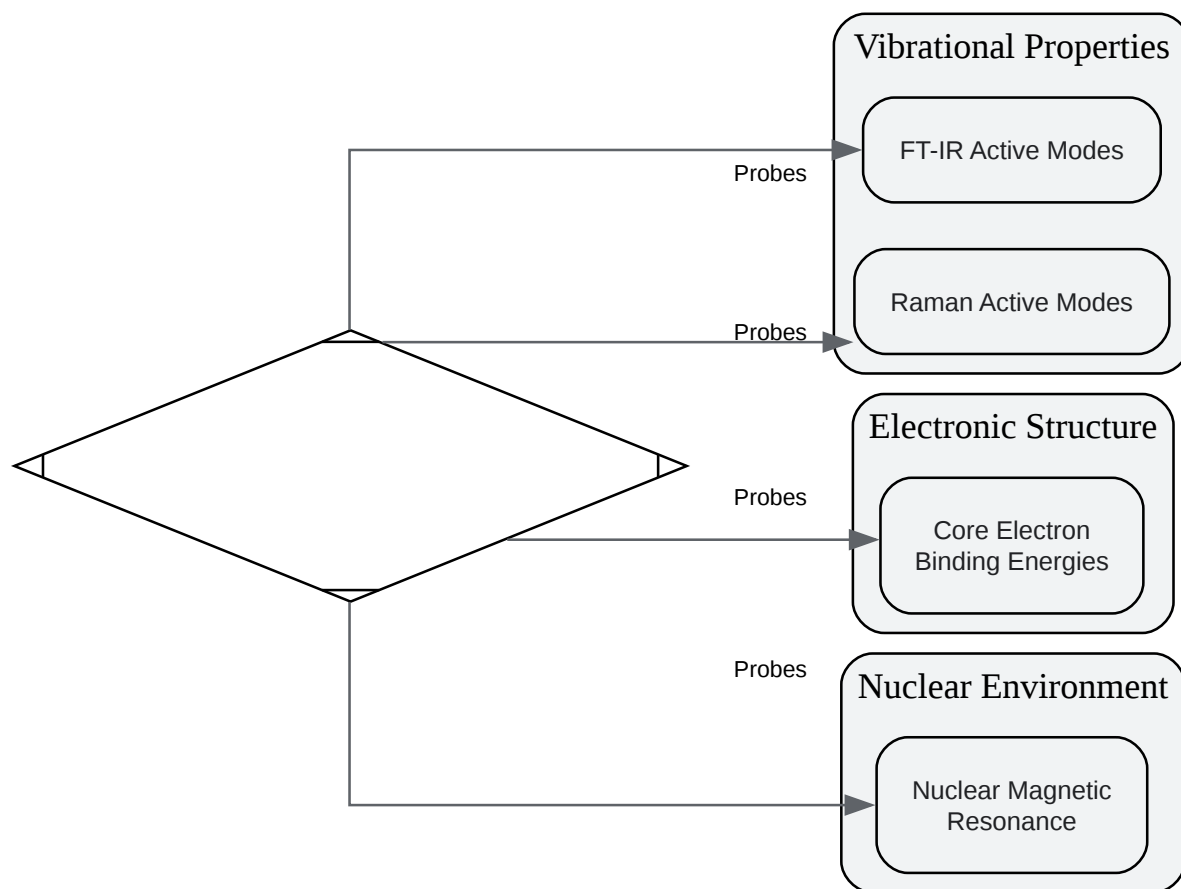 Vibrational Properties
FT-IR Active Modes
Probes
Raman Active Modes
Probes
Electronic Structure
Probes
Core Electron
Binding Energies
Probes
Nuclear Environment
Nuclear Magnetic
Resonance